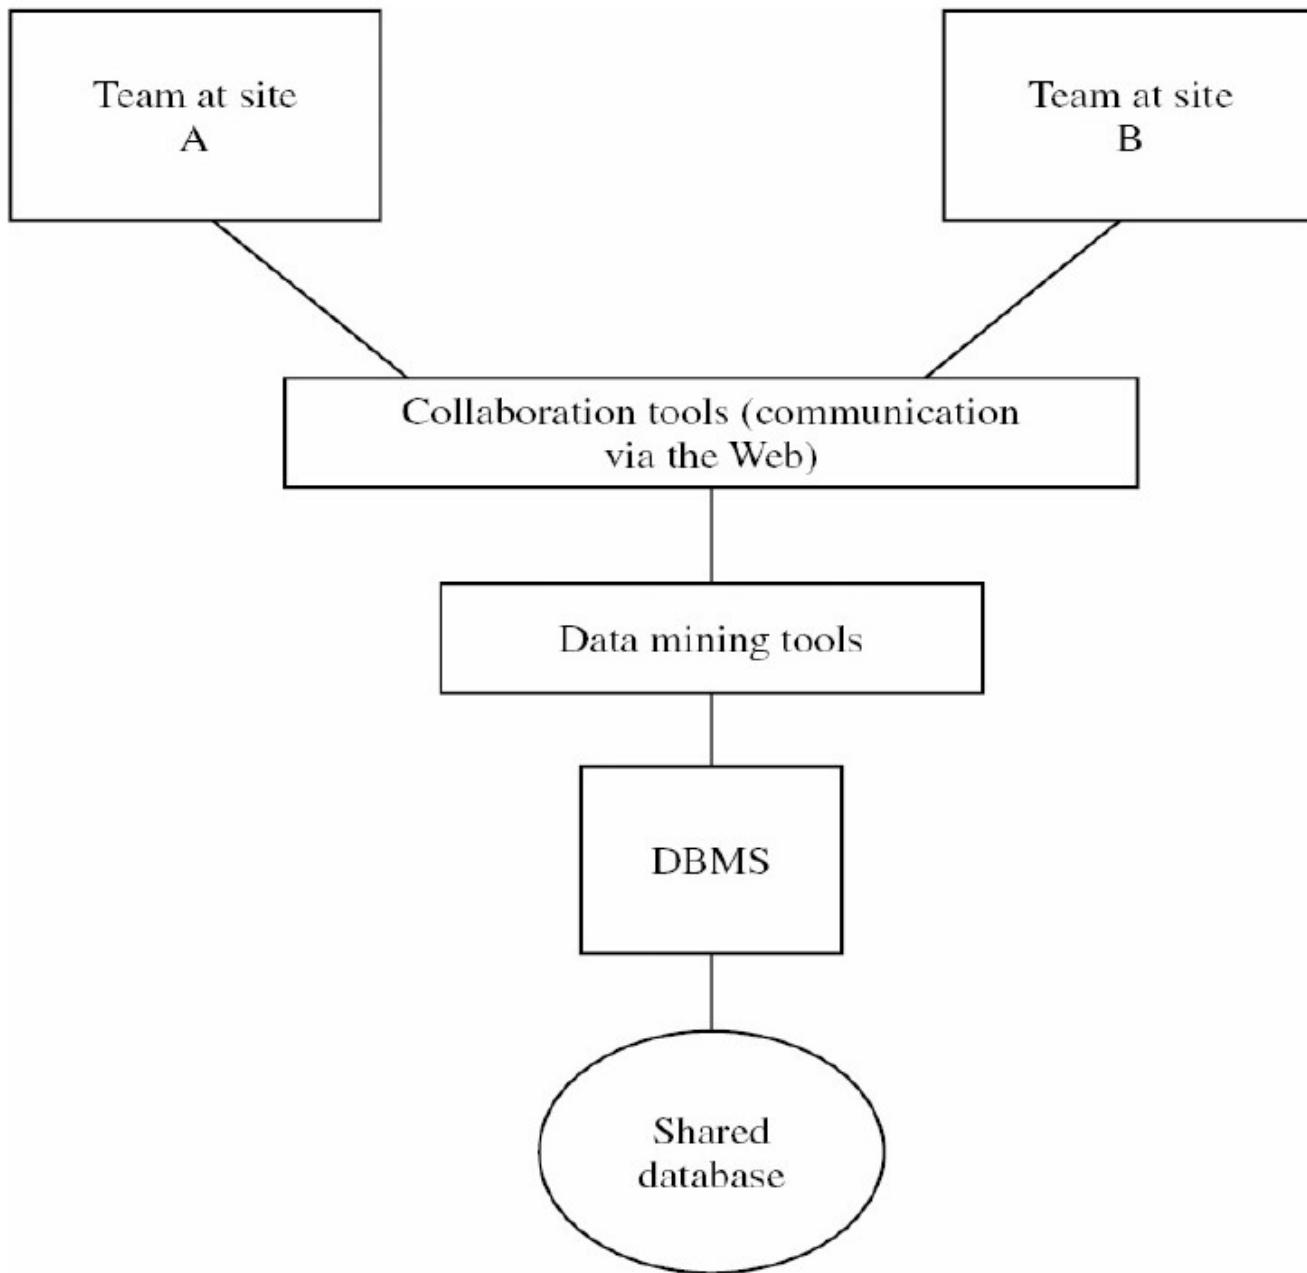 Team at site
A
Team at site
B
Collaboration tools (communication
via the Web)
Data mining tools
DBMS
Shared
database